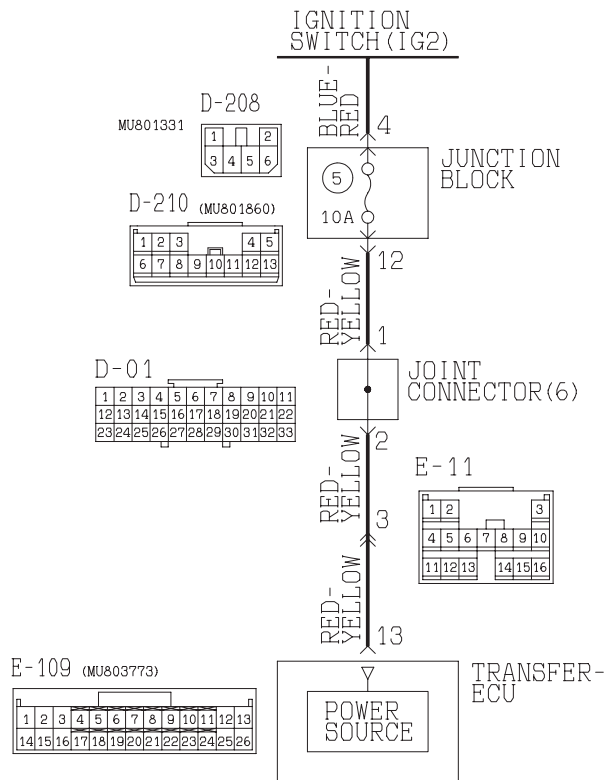 IGNITION
SWITCH(IG2)
BLUE-
RED
4
D-208
MU801331
1 2
3 4 5 6
JUNCTION
BLOCK
5
10A
D-210 (MU801860)
1 2 3 4 5
6 7 8 9 10 11 12 13
12
RED-
YELLOW
1
D-01
1 2 3 4 5 6 7 8 9 10 11
12 13 14 15 16 17 18 19 20 21 22
23 24 25 26 27 28 29 30 31 32 33
JOINT
CONNECTOR(6)
2
RED-
YELLOW
3
E-11
1 2 3
4 5 6 7 8 9 10
11 12 13 14 15 16
RED-
YELLOW
13
E-109 (MU803773)
1 2 3 4 5 6 7 8 9 10 11 12 13
14 15 16 17 18 19 20 21 22 23 24 25 26
TRANSFER-
ECU
POWER
SOURCE